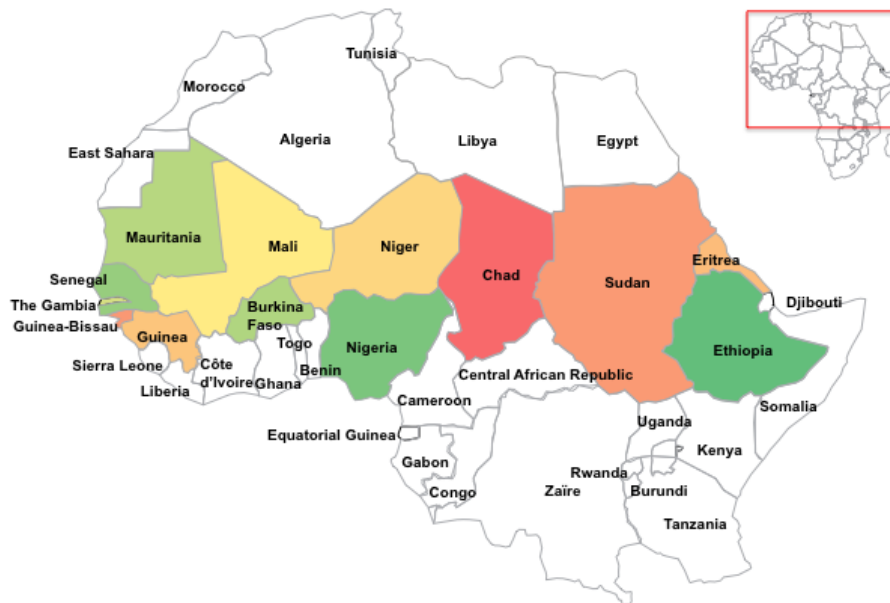 Tunisia
Morocco
Algeria
Libya
Egypt
East Sahara
Mauritania
Mali
Niger
Chad
Sudan
Eritrea
Senegal
The Gambia
Guinea-Bissau
Guinea
Burkina
Faso
Djibouti
Sierra Leone
Liberia
Côte
d'Ivoire
Ghana
Togo
Benin
Nigeria
Ethiopia
Central African Republic
Cameroon
Somalia
Equatorial Guinea
Uganda
Kenya
Gabon
Congo
Zaïre
Rwanda
Burundi
Tanzania